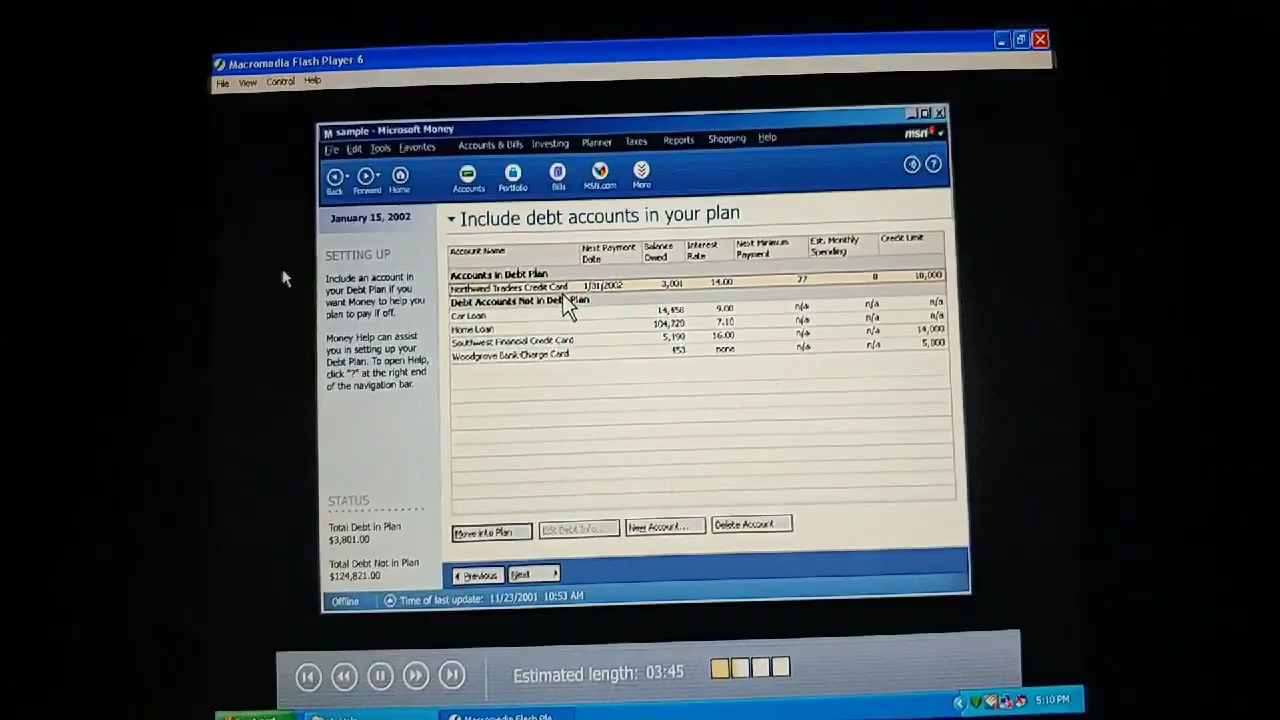 Macromedia Flash Player 6
File View Control Help
sample - Microsoft Money
File Edit Tools Favorites Accounts & Bills Investing Planner Taxes Reports Shopping Help msn
Back Forward Home Accounts Portfolio Bills MSN.com More
January 15, 2002
Include debt accounts in your plan
SETTING UP
Include an account in
your Debt Plan if you
want Money to help you
plan to pay if off.
Money Help can assist
you in setting up your
Debt Plan. To open Help,
click "?" at the right end
of the navigation bar.
STATUS
Total Debt in Plan
$3,801.00
Total Debt Not in Plan
$124,821.00
Account Name Next Payment Date Balance Owed Interest Rate Next Minimum Payment Est. Monthly Spending Credit Limit
Accounts in Debt Plan
Northwind Traders Credit Card 1/31/2002 3,801 14.00 77 0 10,000
Debt Accounts Not in Debt Plan
Car Loan 14,458 9.00 n/a n/a n/a
Home Loan 104,720 7.10 n/a n/a n/a
Southwest Financial Credit Card 5,190 16.00 n/a n/a 14,000
Woodgrove Bank Charge Card 453 none n/a n/a 5,000
Move into Plan Edit Debt Info... New Account... Delete Account
Previous Next
Offline Time of last update: 11/23/2001 10:53 AM
Estimated length: 03:45
Macromedia Flash Pla...
5:10 PM